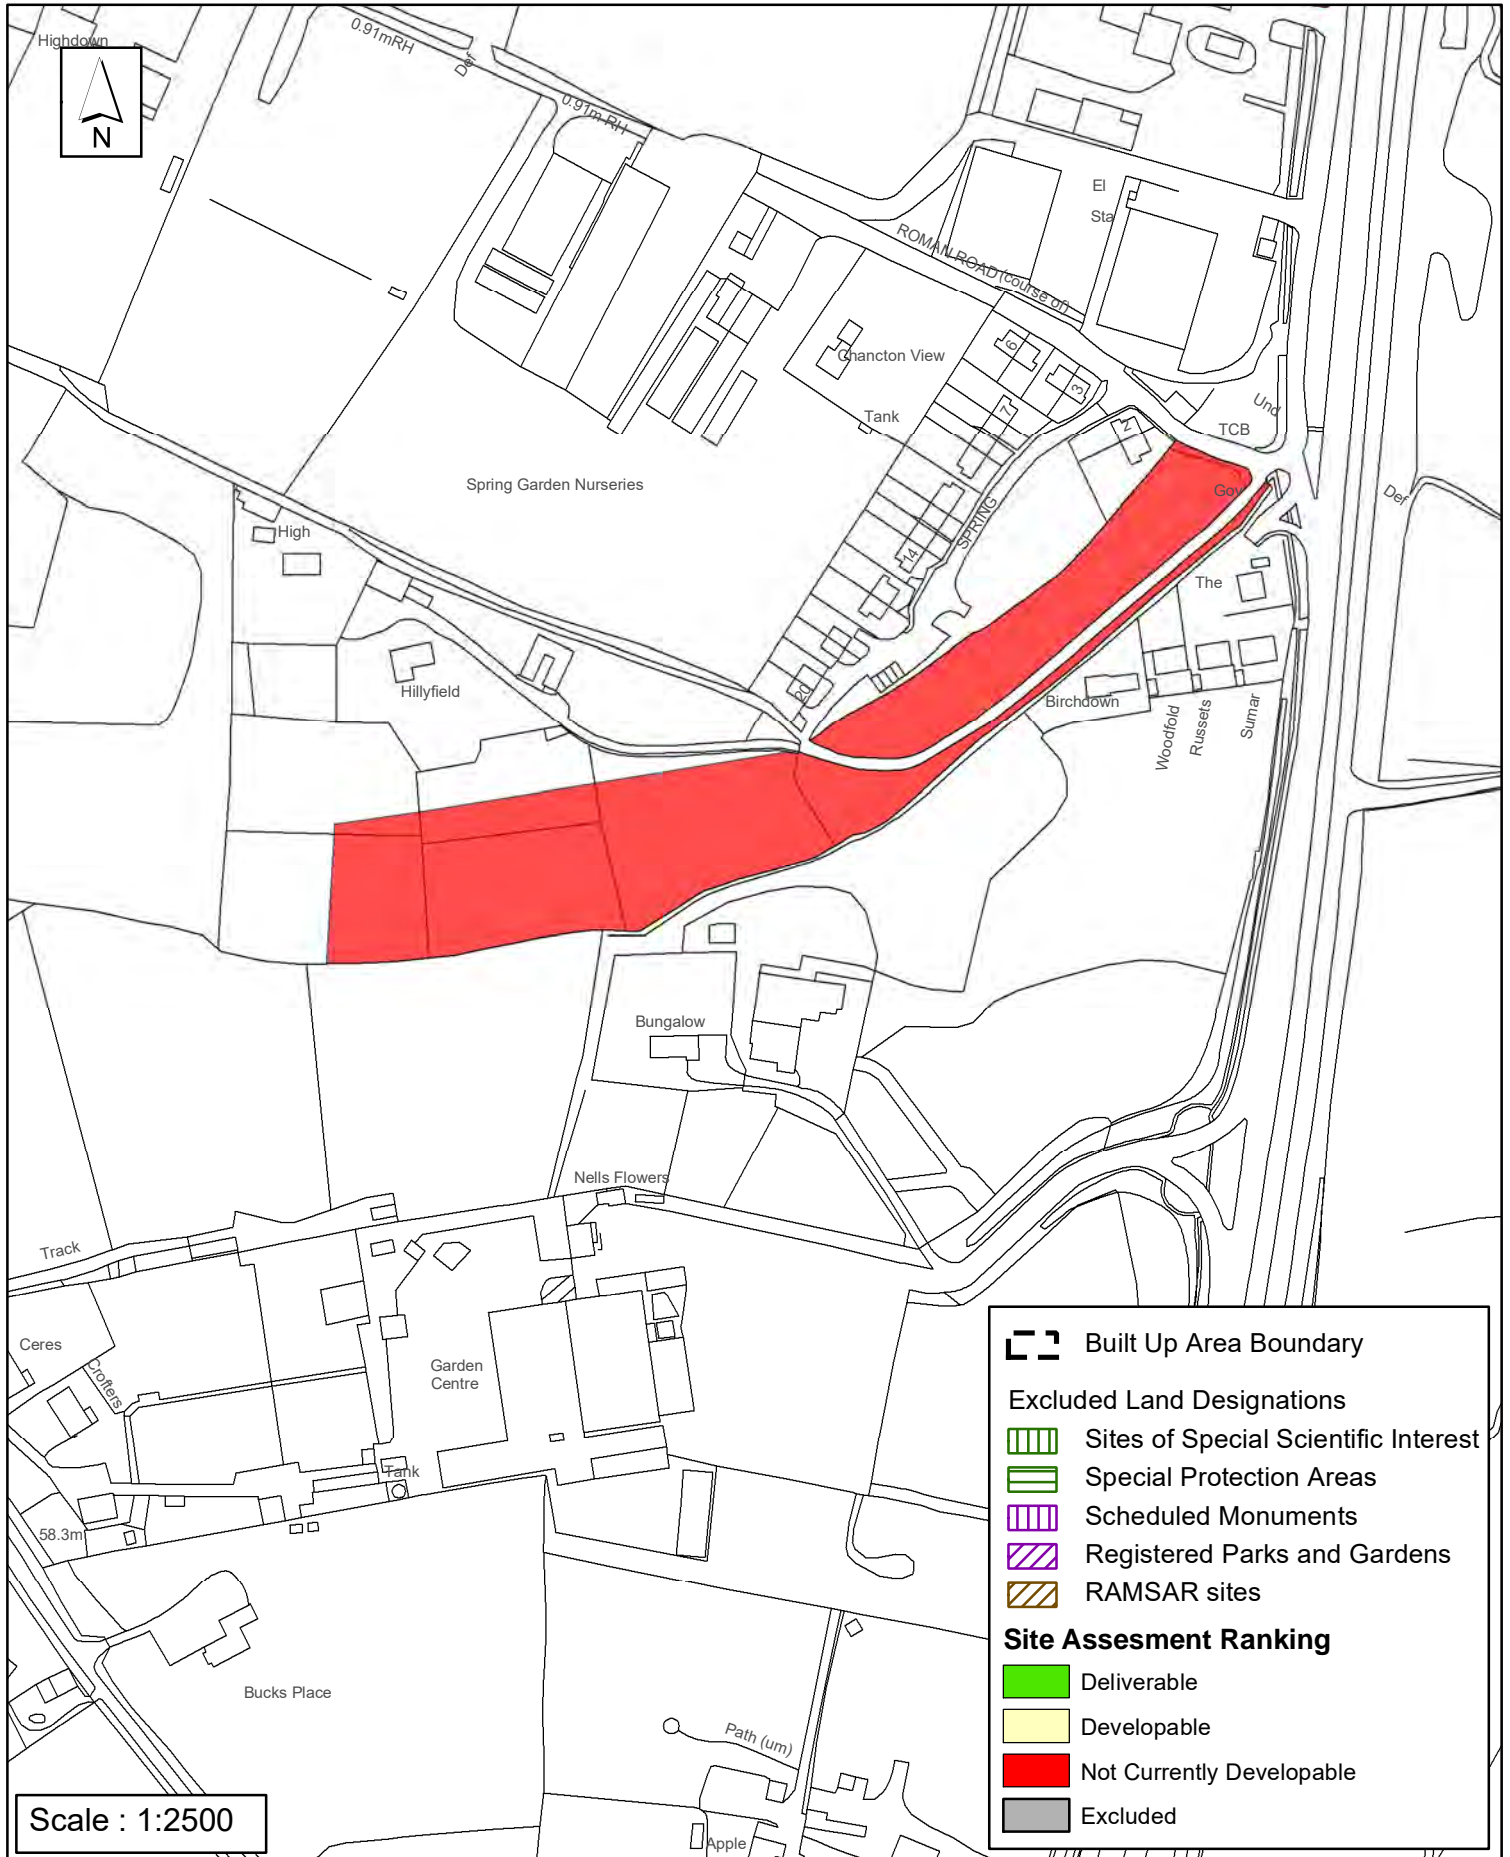 Highdown
0.91mRH
Def
0.91m RH
N
El
Sta
ROMAN ROAD (course of)
Chancton View
6
3
7
Tank
2
Und
TCB
Spring Garden Nurseries
Gov
Def
SPRING
High
14
The
Hillyfield
20
Birchdown
Woodfold
Russets
Sumar
Bungalow
Nells Flowers
Track
Ceres
Crofters
Garden
Centre
Tank
58.3m
Bucks Place
Path (um)
Apple
Scale : 1:2500
Built Up Area Boundary
Excluded Land Designations
Sites of Special Scientific Interest
Special Protection Areas
Scheduled Monuments
Registered Parks and Gardens
RAMSAR sites
Site Assesment Ranking
Deliverable
Developable
Not Currently Developable
Excluded